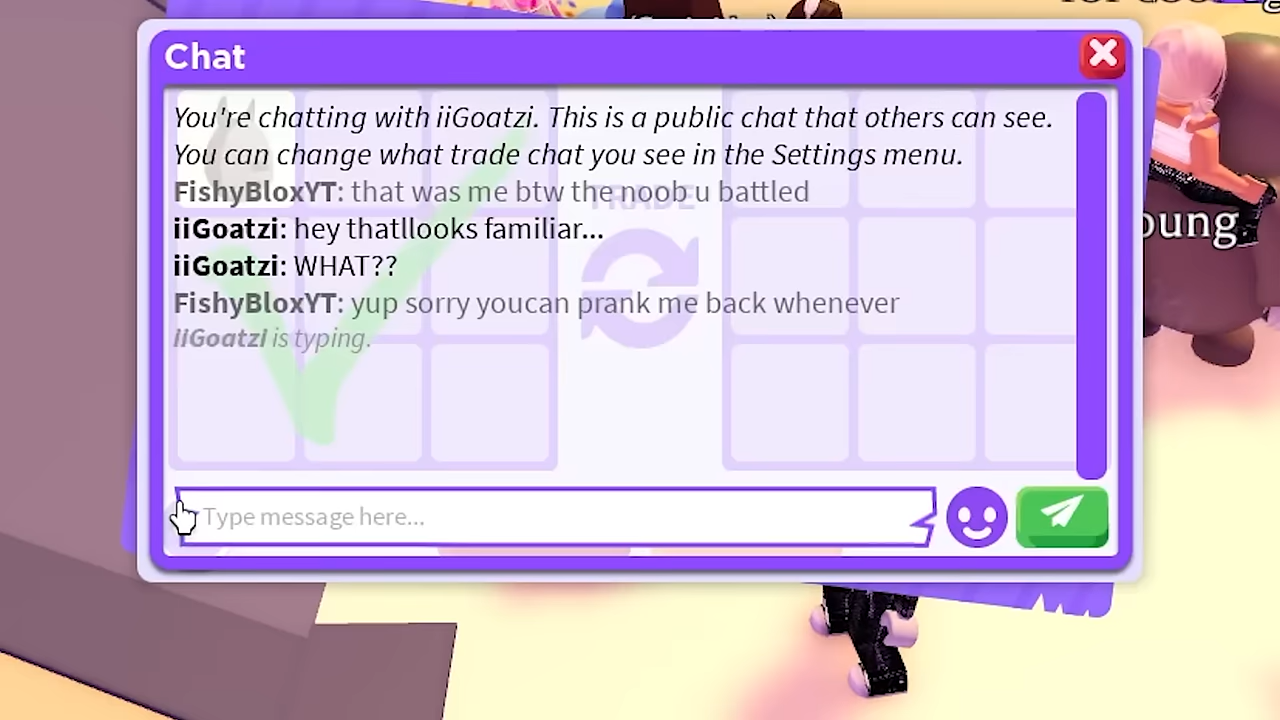 Chat
You're chatting with iiGoatzi. This is a public chat that others can see.
You can change what trade chat you see in the Settings menu.
FishyBloxYT: that was me btw the noob u battled
TRADE
iiGoatzi: hey thatllooks familiar...
iiGoatzi: WHAT??
FishyBloxYT: yup sorry youcan prank me back whenever
iiGoatzi is typing.
Type message here...